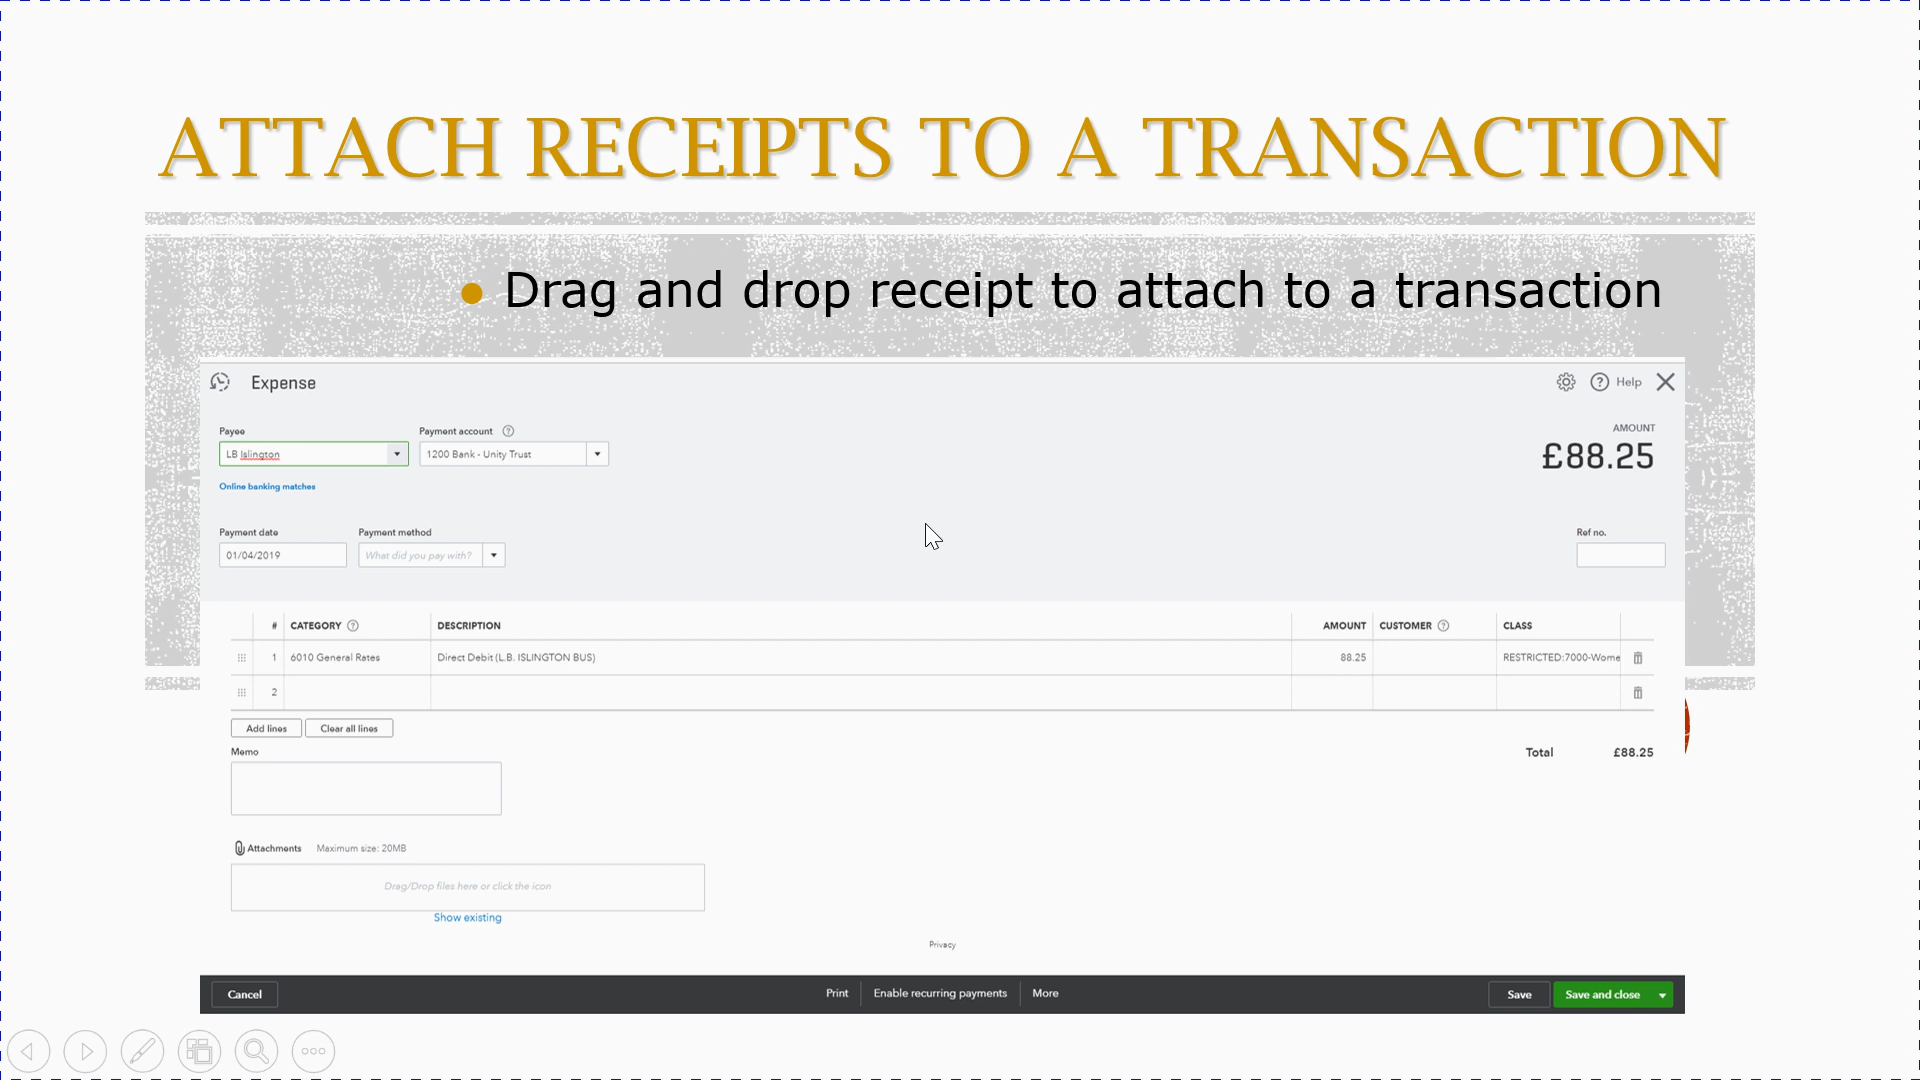 ATTACH RECEIPTS TO A TRANSACTION
Drag and drop receipt to attach to a transaction
Expense
? Help
Payee
Payment account ?
AMOUNT
LB Islington
1200 Bank - Unity Trust
£88.25
Online banking matches
Payment date
Payment method
Ref no.
01/04/2019
What did you pay with?
# CATEGORY ? DESCRIPTION AMOUNT CUSTOMER ? CLASS
1 6010 General Rates Direct Debit (L.B. ISLINGTON BUS) 88.25 RESTRICTED:7000-Wome
2
Add lines Clear all lines
Memo
Total £88.25
Attachments Maximum size: 20MB
Drag/Drop files here or click the icon
Show existing
Privacy
Cancel Print Enable recurring payments More Save Save and close